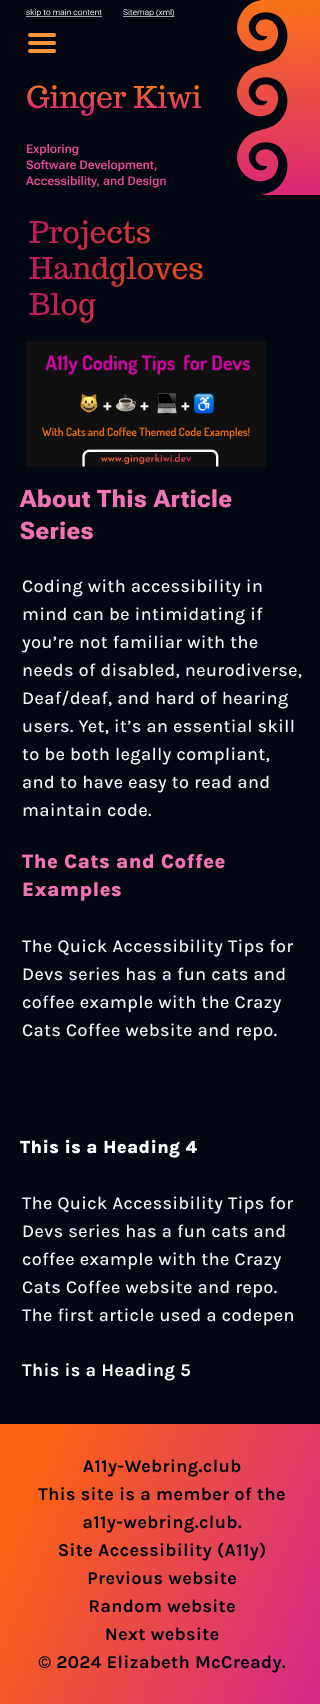 skip to main content Sitemap (xml)
Ginger Kiwi
Exploring
Software Development,
Accessibility, and Design
Projects
Handgloves
Blog
A11y Coding Tips for Devs
+ + +
With Cats and Coffee Themed Code Examples!
www.gingerkiwi.dev
About This Article
Series
Coding with accessibility in
mind can be intimidating if
you’re not familiar with the
needs of disabled, neurodiverse,
Deaf/deaf, and hard of hearing
users. Yet, it’s an essential skill
to be both legally compliant,
and to have easy to read and
maintain code.
The Cats and Coffee
Examples
The Quick Accessibility Tips for
Devs series has a fun cats and
coffee example with the Crazy
Cats Coffee website and repo.
This is a Heading 4
The Quick Accessibility Tips for
Devs series has a fun cats and
coffee example with the Crazy
Cats Coffee website and repo.
The first article used a codepen
This is a Heading 5
A11y-Webring.club
This site is a member of the
a11y-webring.club.
Site Accessibility (A11y)
Previous website
Random website
Next website
© 2024 Elizabeth McCready.